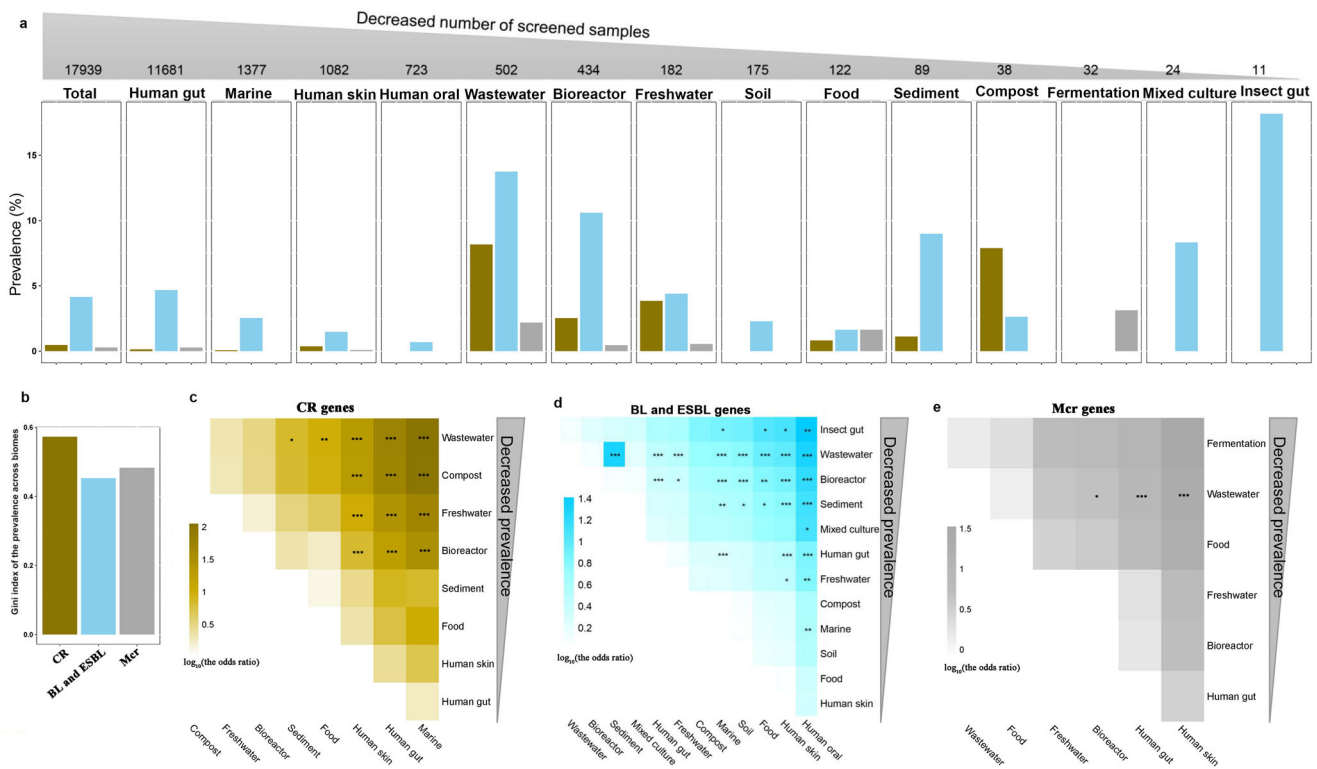 a
Decreased number of screened samples
17939 11681 1377 1082 723 502 434 182 175 122 89 38 32 24 11
Total Human gut Marine Human skin Human oral Wastewater Bioreactor Freshwater Soil Food Sediment Compost Fermentation Mixed culture Insect gut
Prevalence (%)
15
10
5
0
b
Gini index of the prevalence across biomes
0.6
0.4
0.2
0.0
CR
BL and ESBL
Mcr
c
CR genes
Wastewater
Compost
Freshwater
Bioreactor
Sediment
Food
Human skin
Human gut
* ** *** *** ***
*** *** ***
*** *** ***
*** *** ***
2
1.5
1
0.5
log10(the odds ratio)
Compost
Freshwater
Bioreactor
Sediment
Food
Human skin
Human gut
Marine
Decreased prevalence
d
BL and ESBL genes
Insect gut
Wastewater
Bioreactor
Sediment
Mixed culture
Human gut
Freshwater
Compost
Marine
Soil
Food
Human skin
* * * **
*** *** *** *** *** *** *** ***
*** * *** *** ** *** ***
** * * *** ***
*
*** *** ***
* **
**
1.4
1.2
1
0.8
0.6
0.4
0.2
log10(the odds ratio)
Wastewater
Bioreactor
Sediment
Mixed culture
Human gut
Freshwater
Compost
Marine
Soil
Food
Human skin
Human oral
Decreased prevalence
e
Mcr genes
Fermentation
Wastewater
Food
Freshwater
Bioreactor
Human gut
* *** ***
1.5
1
0.5
0
log10(the odds ratio)
Wastewater
Food
Freshwater
Bioreactor
Human gut
Human skin
Decreased prevalence